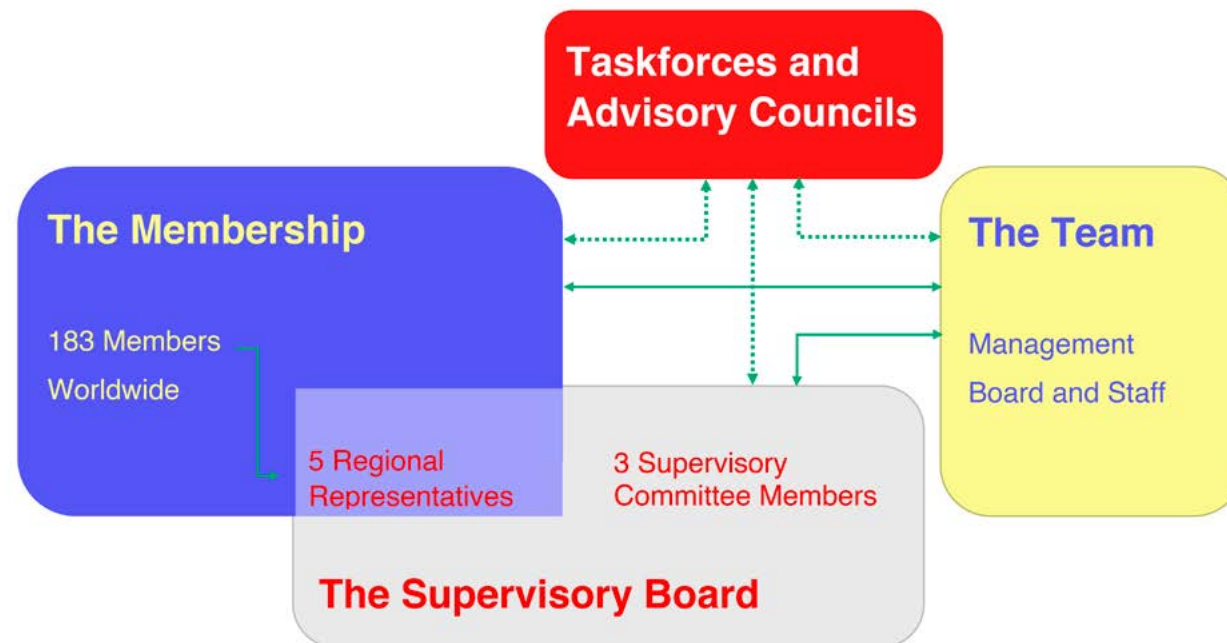 Taskforces and
Advisory Councils
The Membership
183 Members
Worldwide
The Team
Management
Board and Staff
5 Regional
Representatives
3 Supervisory
Committee Members
The Supervisory Board